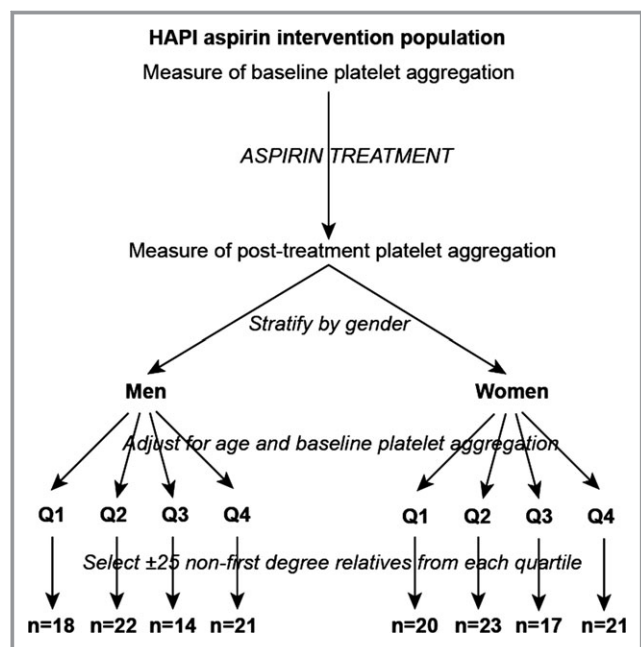 HAPI aspirin intervention population
Measure of baseline platelet aggregation
ASPIRIN TREATMENT
Measure of post-treatment platelet aggregation
Stratify by gender
Men Women
Adjust for age and baseline platelet aggregation
Q1 Q2 Q3 Q4 Q1 Q2 Q3 Q4
Select ±25 non-first degree relatives from each quartile
n=18 n=22 n=14 n=21 n=20 n=23 n=17 n=21